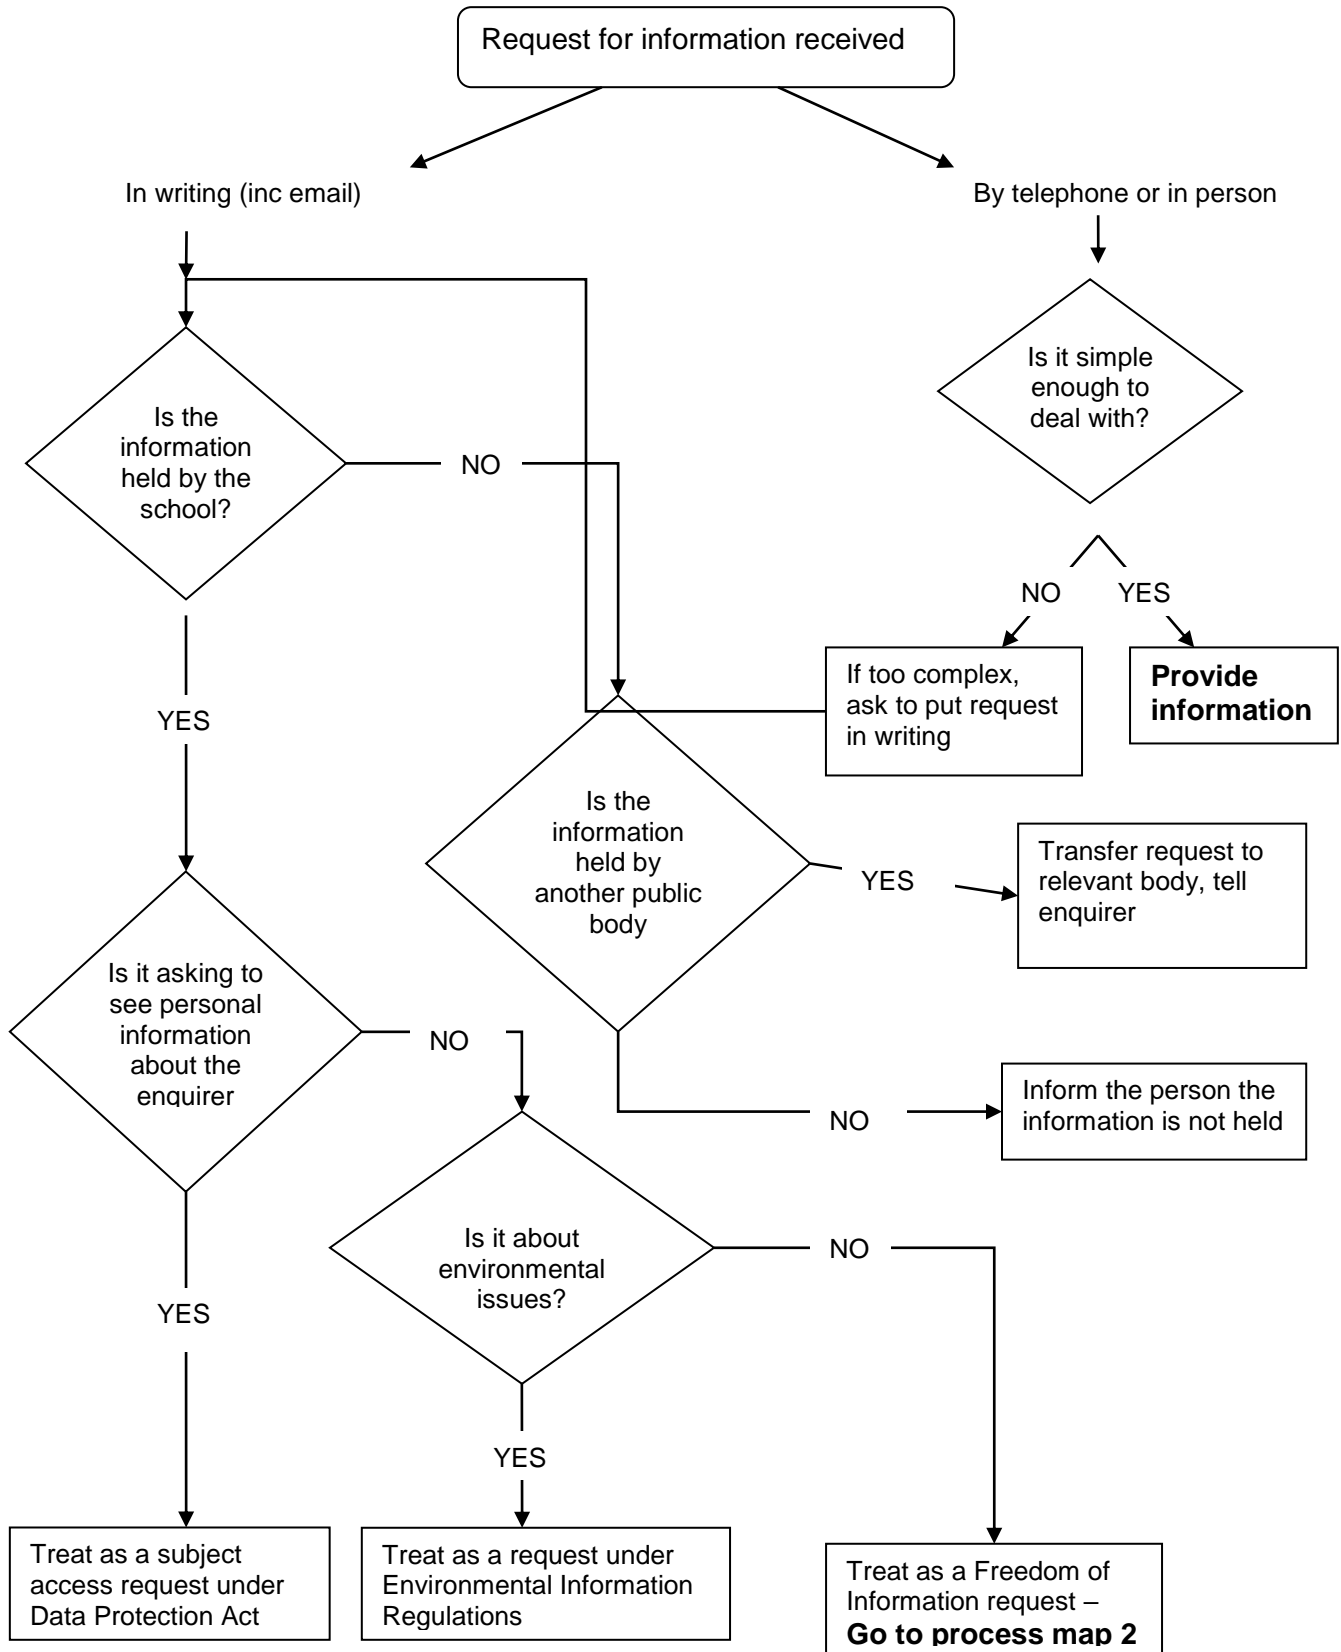 Request for information received
In writing (inc email)
By telephone or in person
Is it simple
enough to
deal with?
Is the
information
held by the
school?
NO
NO
YES
If too complex,
ask to put request
in writing
Provide
information
YES
Is the
information
held by
another public
body
YES
Transfer request to
relevant body, tell
enquirer
Is it asking to
see personal
information
about the
enquirer
NO
NO
Inform the person the
information is not held
Is it about
environmental
issues?
NO
YES
YES
Treat as a subject
access request under
Data Protection Act
Treat as a request under
Environmental Information
Regulations
Treat as a Freedom of
Information request –
Go to process map 2